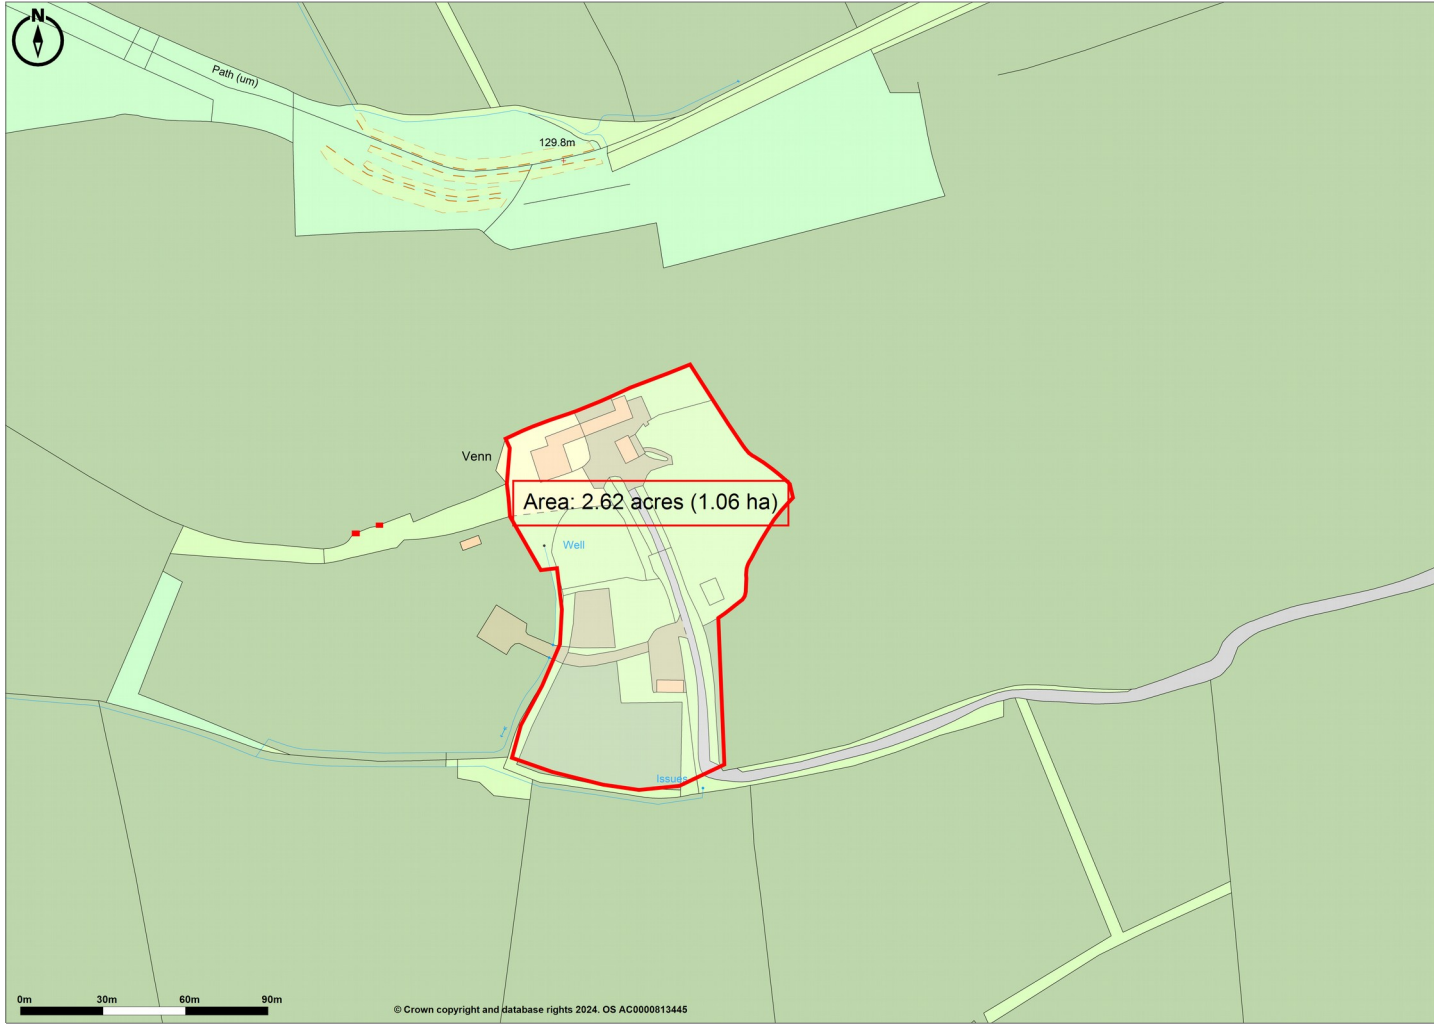 N
Path (um)
129.8m
Venn
Area: 2.62 acres (1.06 ha)
Well
Issues
0m 30m 60m 90m
© Crown copyright and database rights 2024. OS AC0000813445